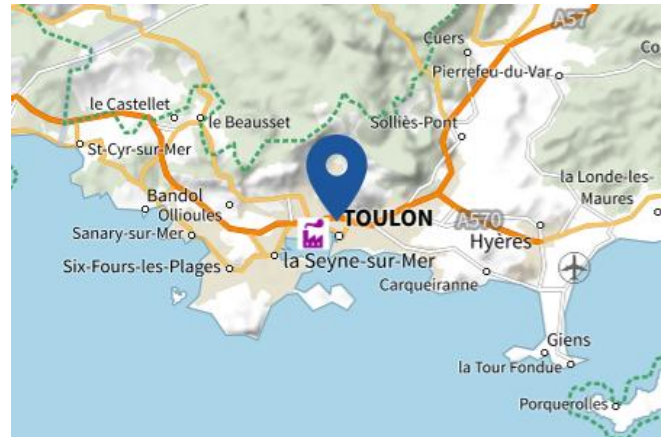 A57
Cuers
Co
Pierrefeu-du-Var
le Castellet
le Beausset
Solliès-Pont
St-Cyr-sur-Mer
la Londe-les-
Maures
Bandol
Ollioules
TOULON
A570
Sanary-sur-Mer
Hyères
la Seyne-sur-Mer
Six-Fours-les-Plages
Carqueiranne
Giens
la Tour Fondue
Porquerolles